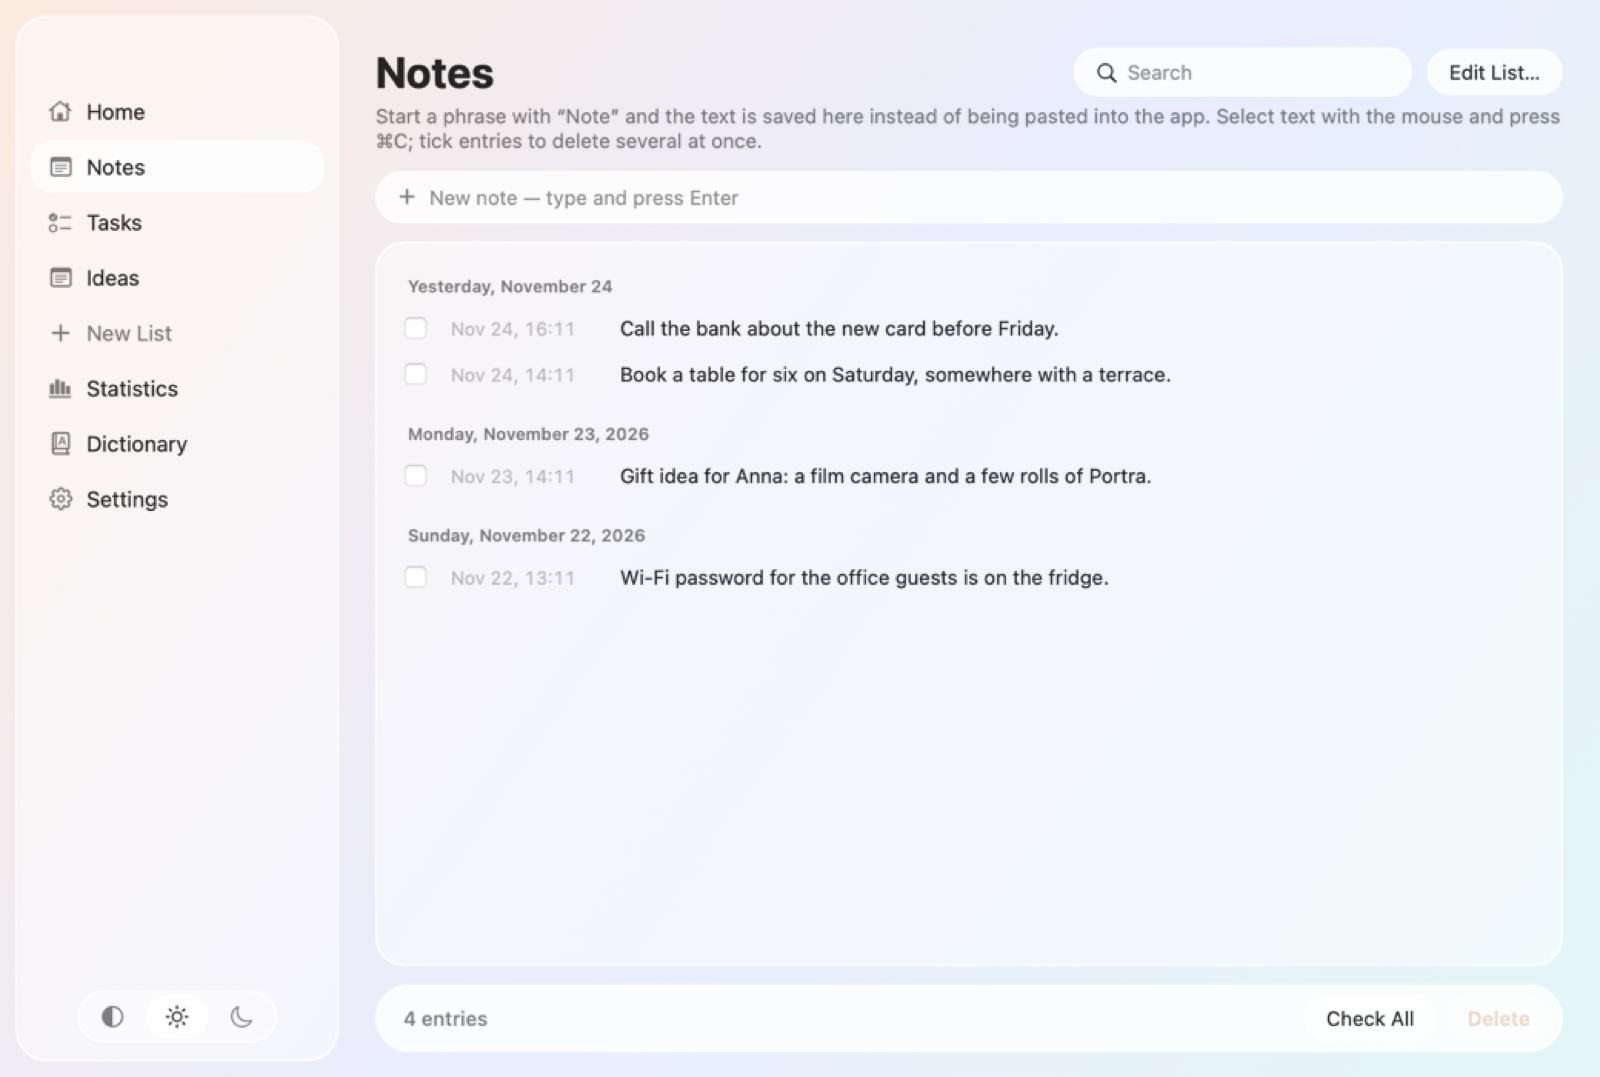 Home
Notes
Tasks
Ideas
New List
Statistics
Dictionary
Settings
Notes
Search
Edit List...
Start a phrase with “Note” and the text is saved here instead of being pasted into the app. Select text with the mouse and press
⌘C; tick entries to delete several at once.
New note — type and press Enter
Yesterday, November 24
Nov 24, 16:11 Call the bank about the new card before Friday.
Nov 24, 14:11 Book a table for six on Saturday, somewhere with a terrace.
Monday, November 23, 2026
Nov 23, 14:11 Gift idea for Anna: a film camera and a few rolls of Portra.
Sunday, November 22, 2026
Nov 22, 13:11 Wi-Fi password for the office guests is on the fridge.
4 entries
Check All
Delete